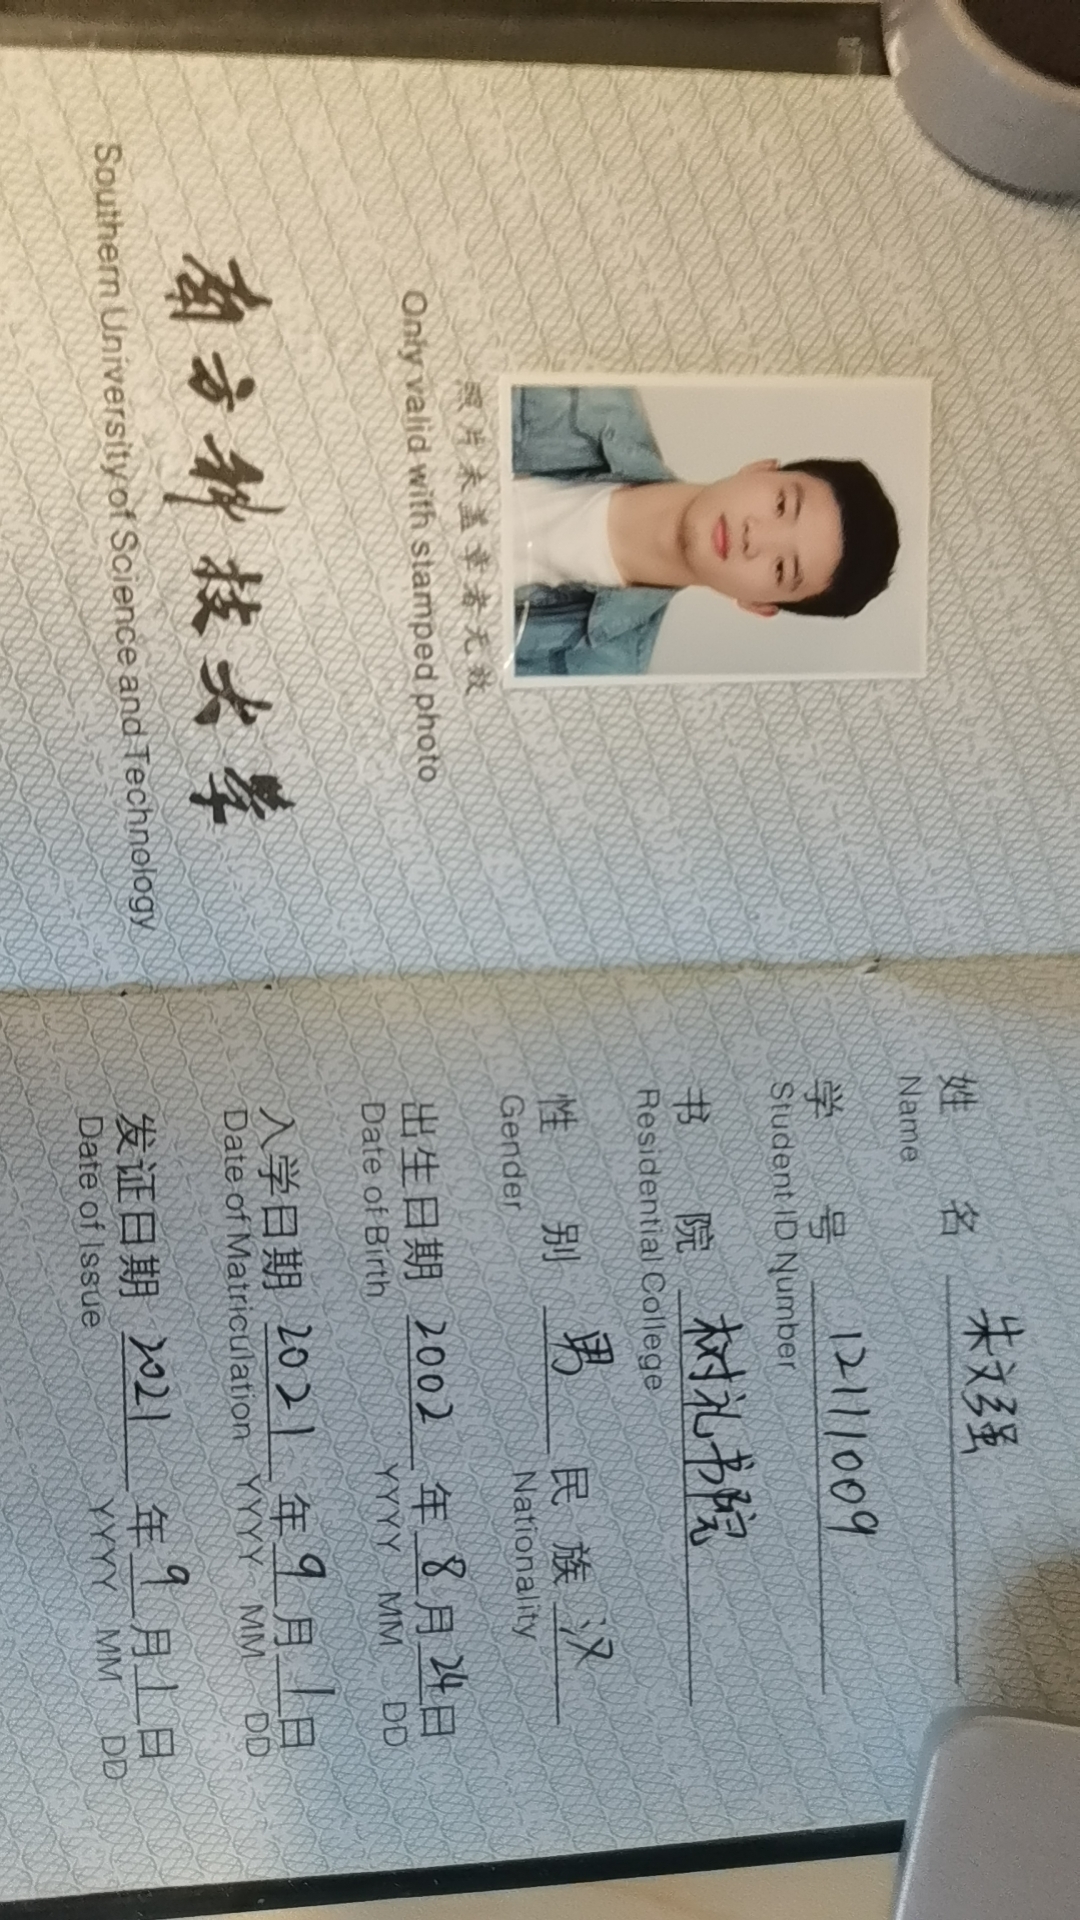 照片未盖章者无效
Only valid with stamped photo
南方科技大学
Southern University of Science and Technology
姓名 朱文强
Name
学号 12111009
Student ID Number
书院 树礼书院
Residential College
性别 男 民族 汉
Gender Nationality
出生日期 2002 年 8 月 24 日
Date of Birth YYYY MM DD
入学日期 2021 年 9 月 1 日
Date of Matriculation YYYY MM DD
发证日期 2021 年 9 月 1 日
Date of Issue YYYY MM DD